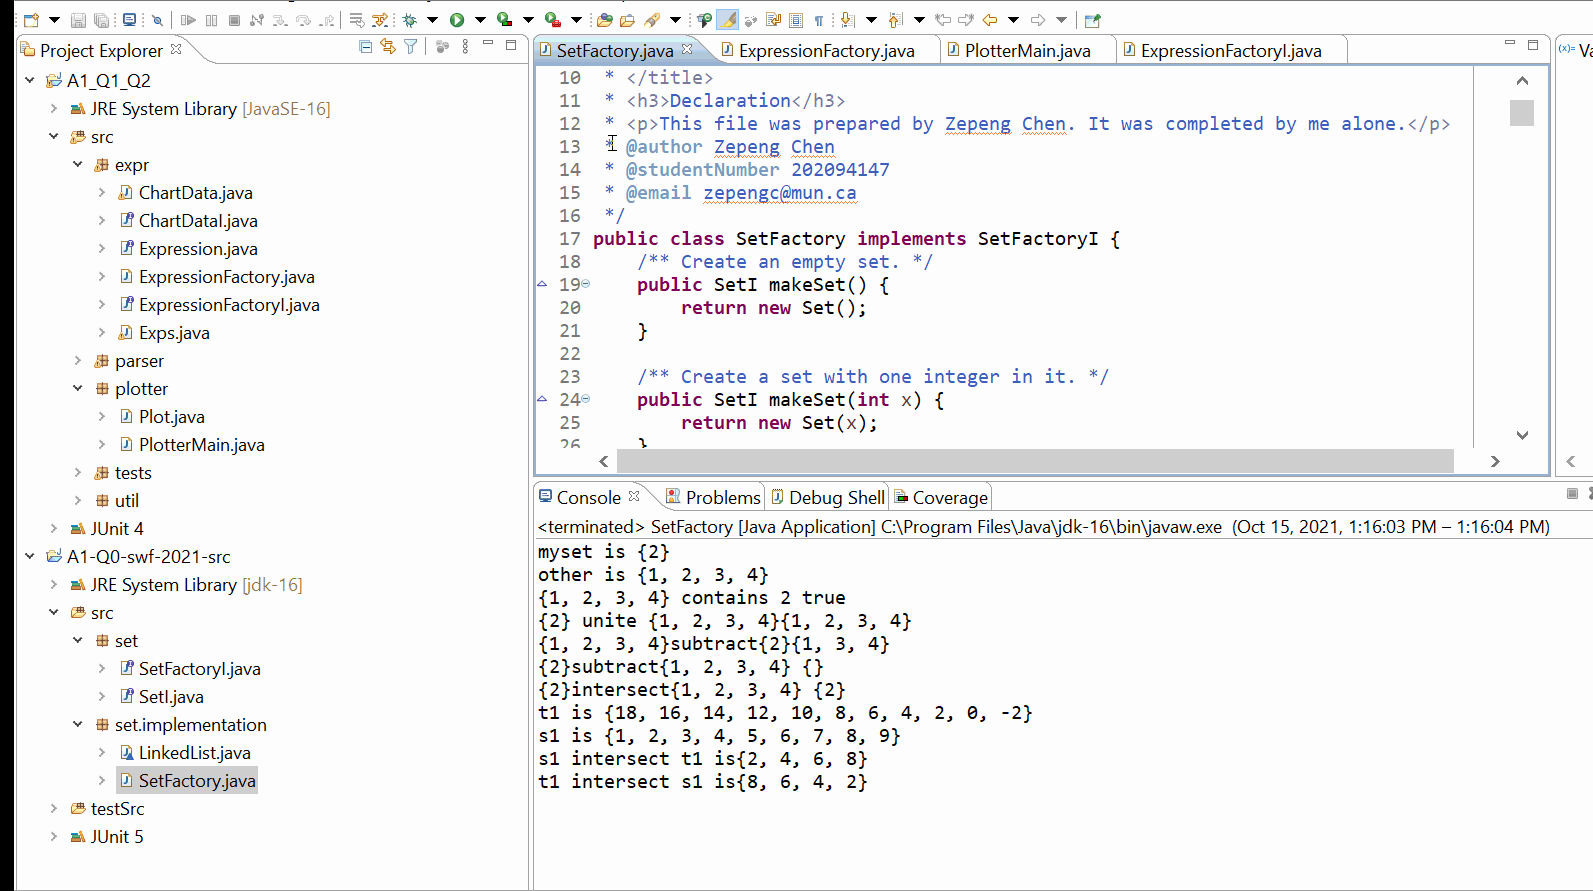 Project Explorer
A1_Q1_Q2
JRE System Library [JavaSE-16]
src
expr
ChartData.java
ChartDataI.java
Expression.java
ExpressionFactory.java
ExpressionFactoryI.java
Exps.java
parser
plotter
Plot.java
PlotterMain.java
tests
util
JUnit 4
A1-Q0-swf-2021-src
JRE System Library [jdk-16]
src
set
SetFactoryI.java
SetI.java
set.implementation
LinkedList.java
SetFactory.java
testSrc
JUnit 5
SetFactory.java ExpressionFactory.java PlotterMain.java ExpressionFactoryI.java
10 * </title>
11 * <h3>Declaration</h3>
12 * <p>This file was prepared by Zepeng Chen. It was completed by me alone.</p>
13 * @author Zepeng Chen
14 * @studentNumber 202094147
15 * @email zepengc@mun.ca
16 */
17 public class SetFactory implements SetFactoryI {
18 /** Create an empty set. */
19 public SetI makeSet() {
20 return new Set();
21 }
22
23 /** Create a set with one integer in it. */
24 public SetI makeSet(int x) {
25 return new Set(x);
26 }
(x)= Va
Console Problems Debug Shell Coverage
<terminated> SetFactory [Java Application] C:\Program Files\Java\jdk-16\bin\javaw.exe (Oct 15, 2021, 1:16:03 PM – 1:16:04 PM)
myset is {2}
other is {1, 2, 3, 4}
{1, 2, 3, 4} contains 2 true
{2} unite {1, 2, 3, 4}{1, 2, 3, 4}
{1, 2, 3, 4}subtract{2}{1, 3, 4}
{2}subtract{1, 2, 3, 4} {}
{2}intersect{1, 2, 3, 4} {2}
t1 is {18, 16, 14, 12, 10, 8, 6, 4, 2, 0, -2}
s1 is {1, 2, 3, 4, 5, 6, 7, 8, 9}
s1 intersect t1 is{2, 4, 6, 8}
t1 intersect s1 is{8, 6, 4, 2}